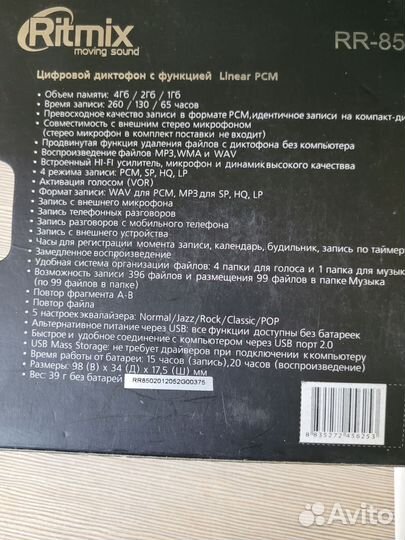 Ritmix
moving sound
RR-85
Цифровой диктофон с функцией Linear PCM
• Объем памяти: 4Гб / 2Гб / 1Гб
• Время записи: 260 / 130 / 65 часов
• Превосходное качество записи в формате PCM, идентичное записи на компакт-ди
• Совместимость с внешним стерео микрофоном
(стерео микрофон в комплект поставки не входит)
• Продвинутая функция удаления файлов с диктофона без компьютера
• Воспроизведение файлов MP3,WMA и WAV
• Встроенный HI-FI усилитель, микрофон и динамик высокого качества
• 4 режима записи: PCM, SP, HQ, LP
• Активация голосом (VOR)
• Формат записи: WAV для PCM, MP3 для SP, HQ, LP
• Запись с внешнего микрофона
• Запись телефонных разговоров
• Запись разговоров с мобильного телефона
• Запись с внешнего устройства
• Часы для регистрации момента записи, календарь, будильник, запись по таймер
• Замедленное воспроизведение
• Удобная система организации файлов: 4 папки для голоса и 1 папка для музык
• Возможность записи 396 файлов и размещения 99 файлов в папке Музыка
(по 99 файлов в папке)
• Повтор фрагмента A-B
• Повтор файла
• 5 настроек эквалайзера: Normal/Jazz/Rock/Classic/POP
• Альтернативное питание через USB: все функции доступны без батареек
• Быстрое и удобное соединение с компьютером через USB порт 2.0
USB Mass Storage: не требует драйверов при подключении к компьютеру
• Время работы от батареи: 15 часов (запись),20 часов (воспроизведение)
• Размеры: 98 (В) x 34 (Д) x 17,5 (Ш) мм
• Вес: 39 г без батарей
RR8502012052G00375
8 835272 456253
Avito